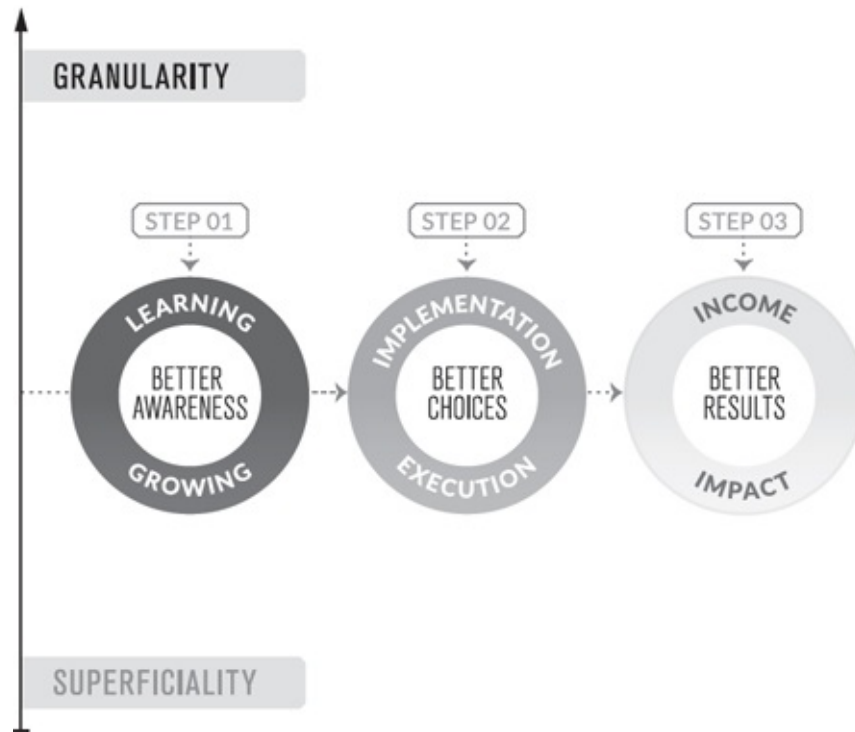 GRANULARITY
STEP 01
STEP 02
STEP 03
LEARNING
BETTER
AWARENESS
GROWING
IMPLEMENTATION
BETTER
CHOICES
EXECUTION
INCOME
BETTER
RESULTS
IMPACT
SUPERFICIALITY